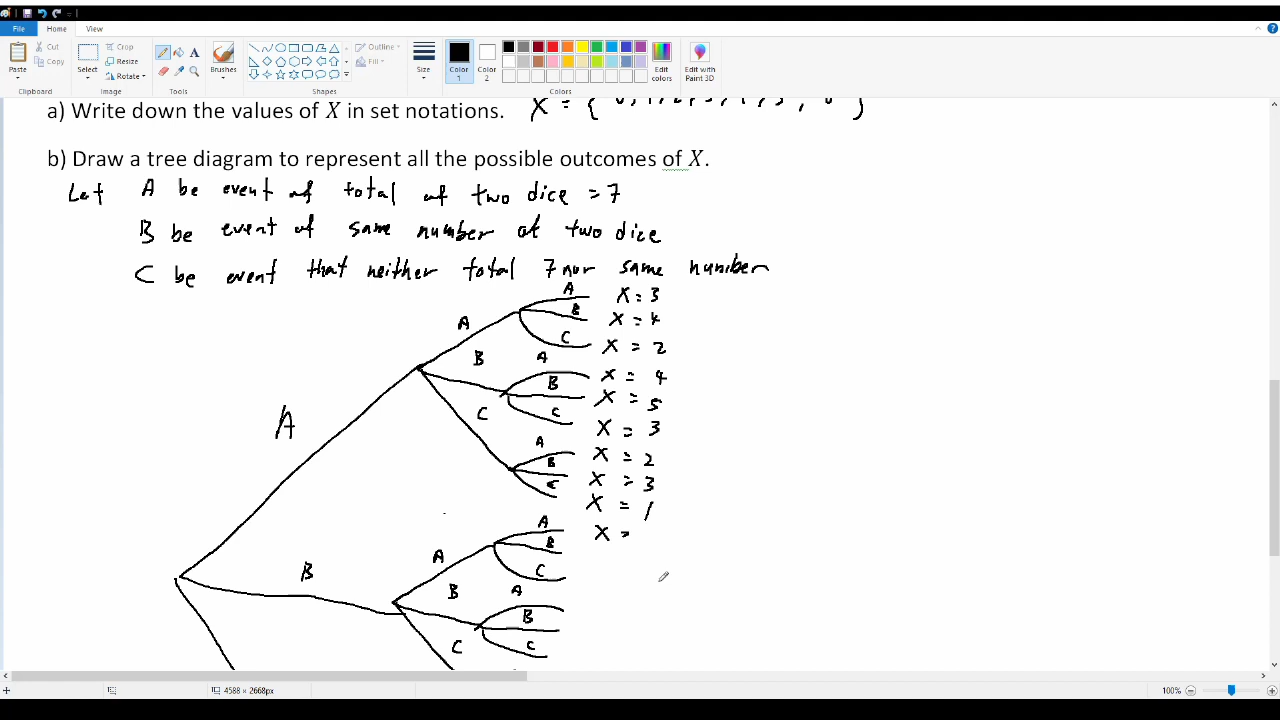 File Home View
Paste Cut Copy Clipboard
Select Crop Resize Rotate Image
Tools
Brushes
Outline Fill Shapes
Size
Color 1 Color 2 Colors
Edit colors
Edit with Paint 3D
a) Write down the values of X in set notations. X = {
b) Draw a tree diagram to represent all the possible outcomes of X.
Let A be event of total of two dice = 7
B be event of same number of two dice
C be event that neither total 7 nor same number
A X = 3
A B X = 4
C X = 2
B A X = 4
B X = 5
C C X = 3
A X = 2
A B X = 3
C X = 1
A X =
A B
C
B B A
B
C C
4588 × 2668px 100%